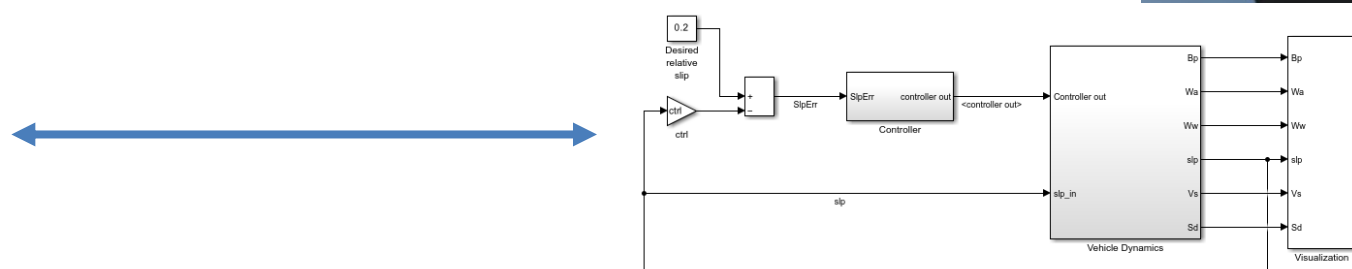 0.2
Desired
relative
slip
ctrl
ctrl
+
−
SlpErr
SlpErr
controller out
Controller
<controller out>
Controller out
slp_in
slp
Bp
Wa
Ww
slp
Vs
Sd
Vehicle Dynamics
Bp
Wa
Ww
slp
Vs
Sd
Visualization